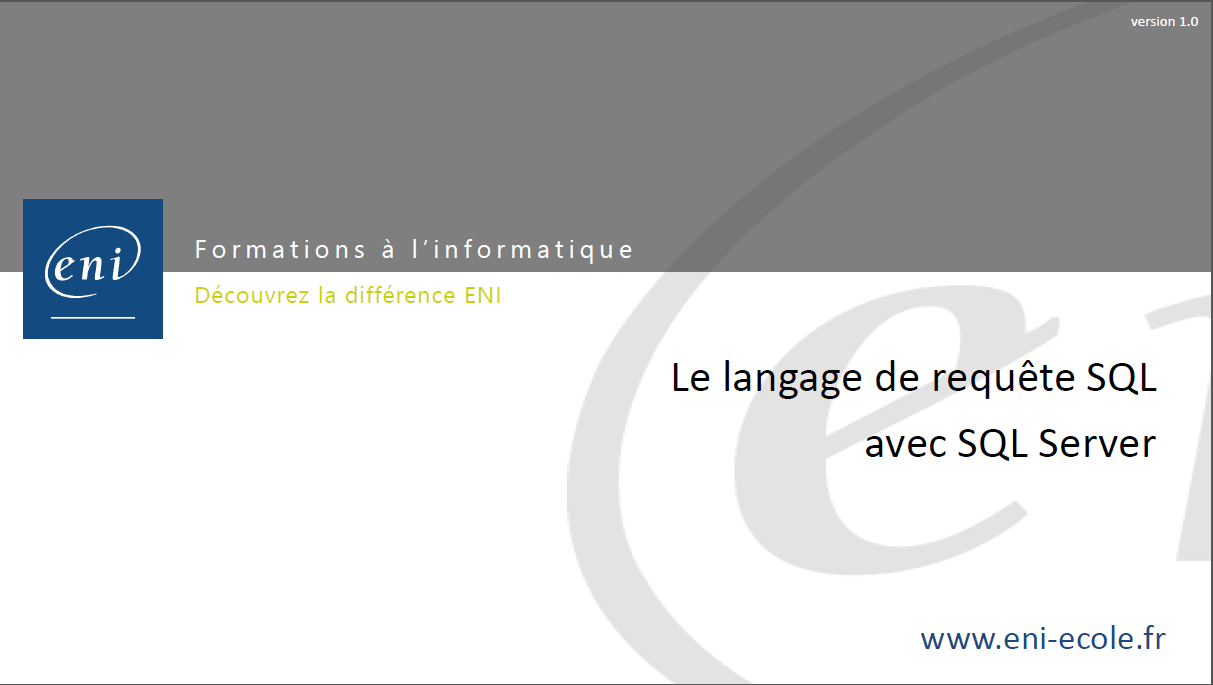 version 1.0
eni
Formations à l'informatique
Découvrez la différence ENI
Le langage de requête SQL
avec SQL Server
www.eni-ecole.fr